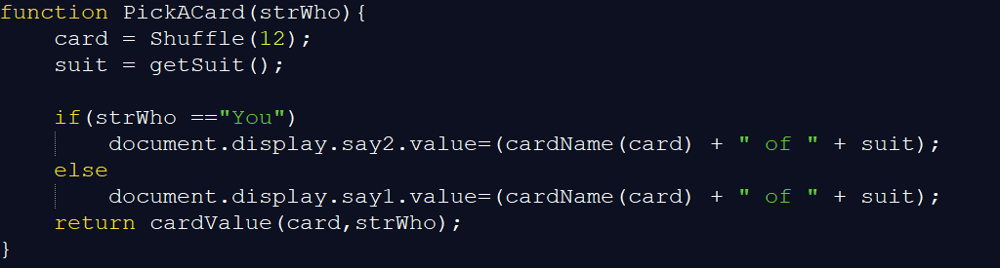 function PickACard(strWho){
    card = Shuffle(12);
    suit = getSuit();

    if(strWho =="You")
        document.display.say2.value=(cardName(card) + " of " + suit);
    else
        document.display.say1.value=(cardName(card) + " of " + suit);
    return cardValue(card,strWho);
}